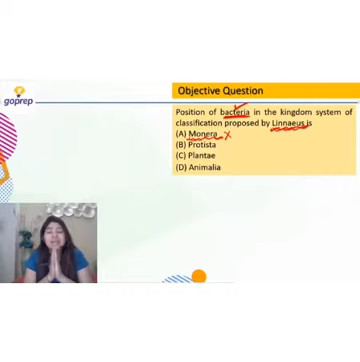 goprep
Objective Question
Position of bacteria in the kingdom system of
classification proposed by Linnaeus is
(A) Monera
(B) Protista
(C) Plantae
(D) Animalia